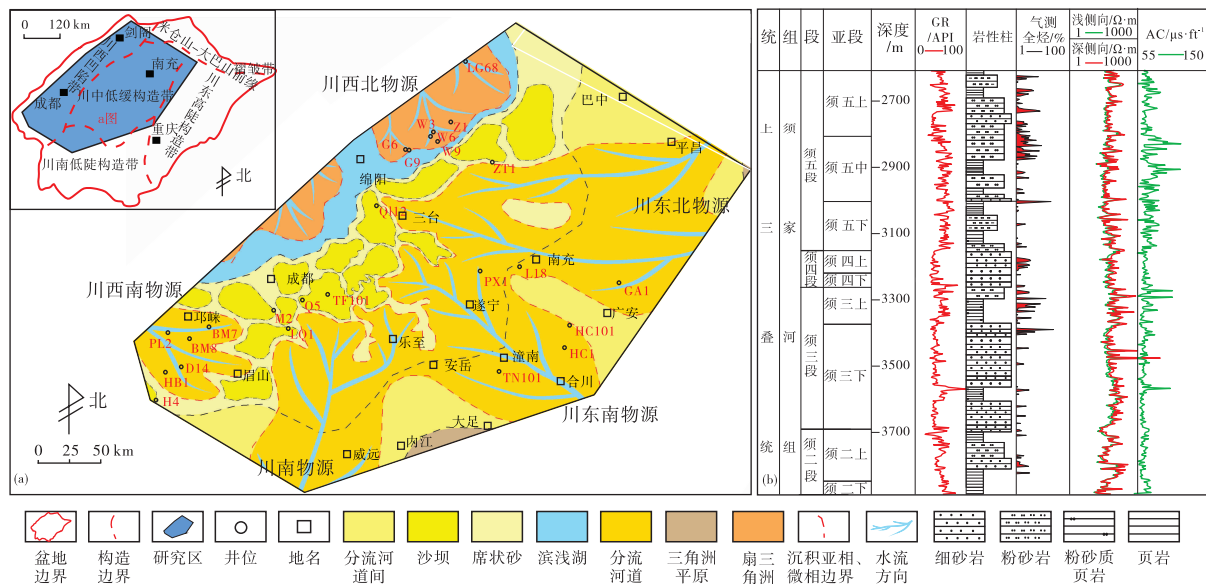 0 120 km
剑阁
米仓山-大巴山前缘
褶皱带
川西凹陷带
南充
成都
川中低缓构造带
川东高陡构造带
a图
重庆
川南低陡构造带
北
川西北物源
LG68
巴中
W3
Z1
W6
G6
W9
G9
平昌
绵阳
ZT1
川东北物源
QL12
三台
川西南物源
成都
南充
L18
PX1
GA1
TF101
Q5
遂宁
广安
邛崃
M2
BM7
LQ1
HC101
PL2
BM8
乐至
HC1
D14
安岳
潼南
HB1
眉山
TN101
合川
H4
川东南物源
北
大足
内江
0 25 50 km
川南物源
威远
(a)
统
组
段
亚段
深度
/m
GR
/API
0 100
岩性柱
气测
全烃/%
1 100
浅侧向/Ω·m
1 1000
深侧向/Ω·m
1 1000
AC/μs·ft⁻¹
55 150
上
三
叠
统
须
家
河
组
须五段
须四段
须三段
须二段
须五上
须五中
须五下
须四上
须四下
须三上
须三下
须二上
须二下
2700
2900
3100
3300
3500
3700
(b)
盆地
边界
构造
边界
研究区
井位
地名
分流河
道间
沙坝
席状砂
滨浅湖
分流
河道
三角洲
平原
扇三
角洲
沉积亚相、
微相边界
水流
方向
细砂岩
粉砂岩
粉砂质
页岩
页岩